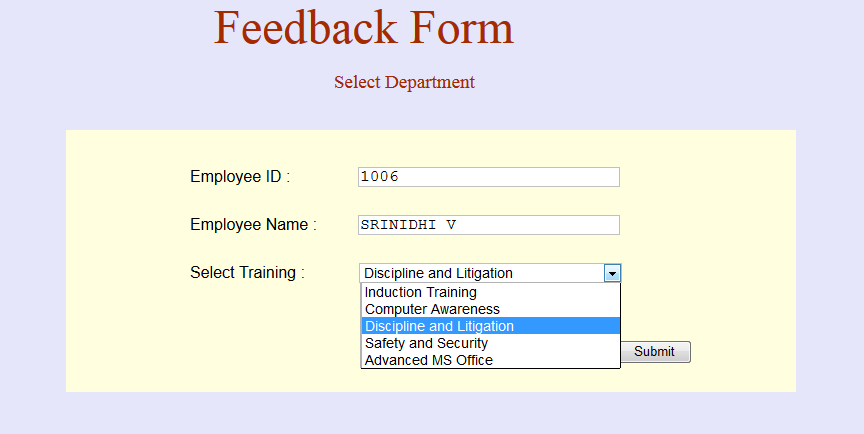 Feedback Form
Select Department
Employee ID : 1006
Employee Name : SRINIDHI V
Select Training : Discipline and Litigation
Induction Training
Computer Awareness
Discipline and Litigation
Safety and Security
Submit
Advanced MS Office